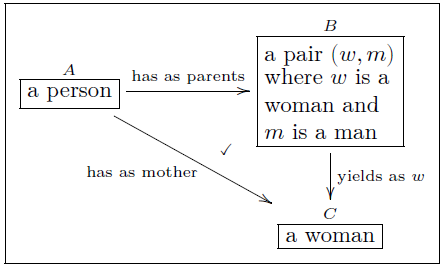 A
a person
has as parents
B
a pair (w, m)
where w is a
woman and
m is a man
✓
has as mother
yields as w
C
a woman